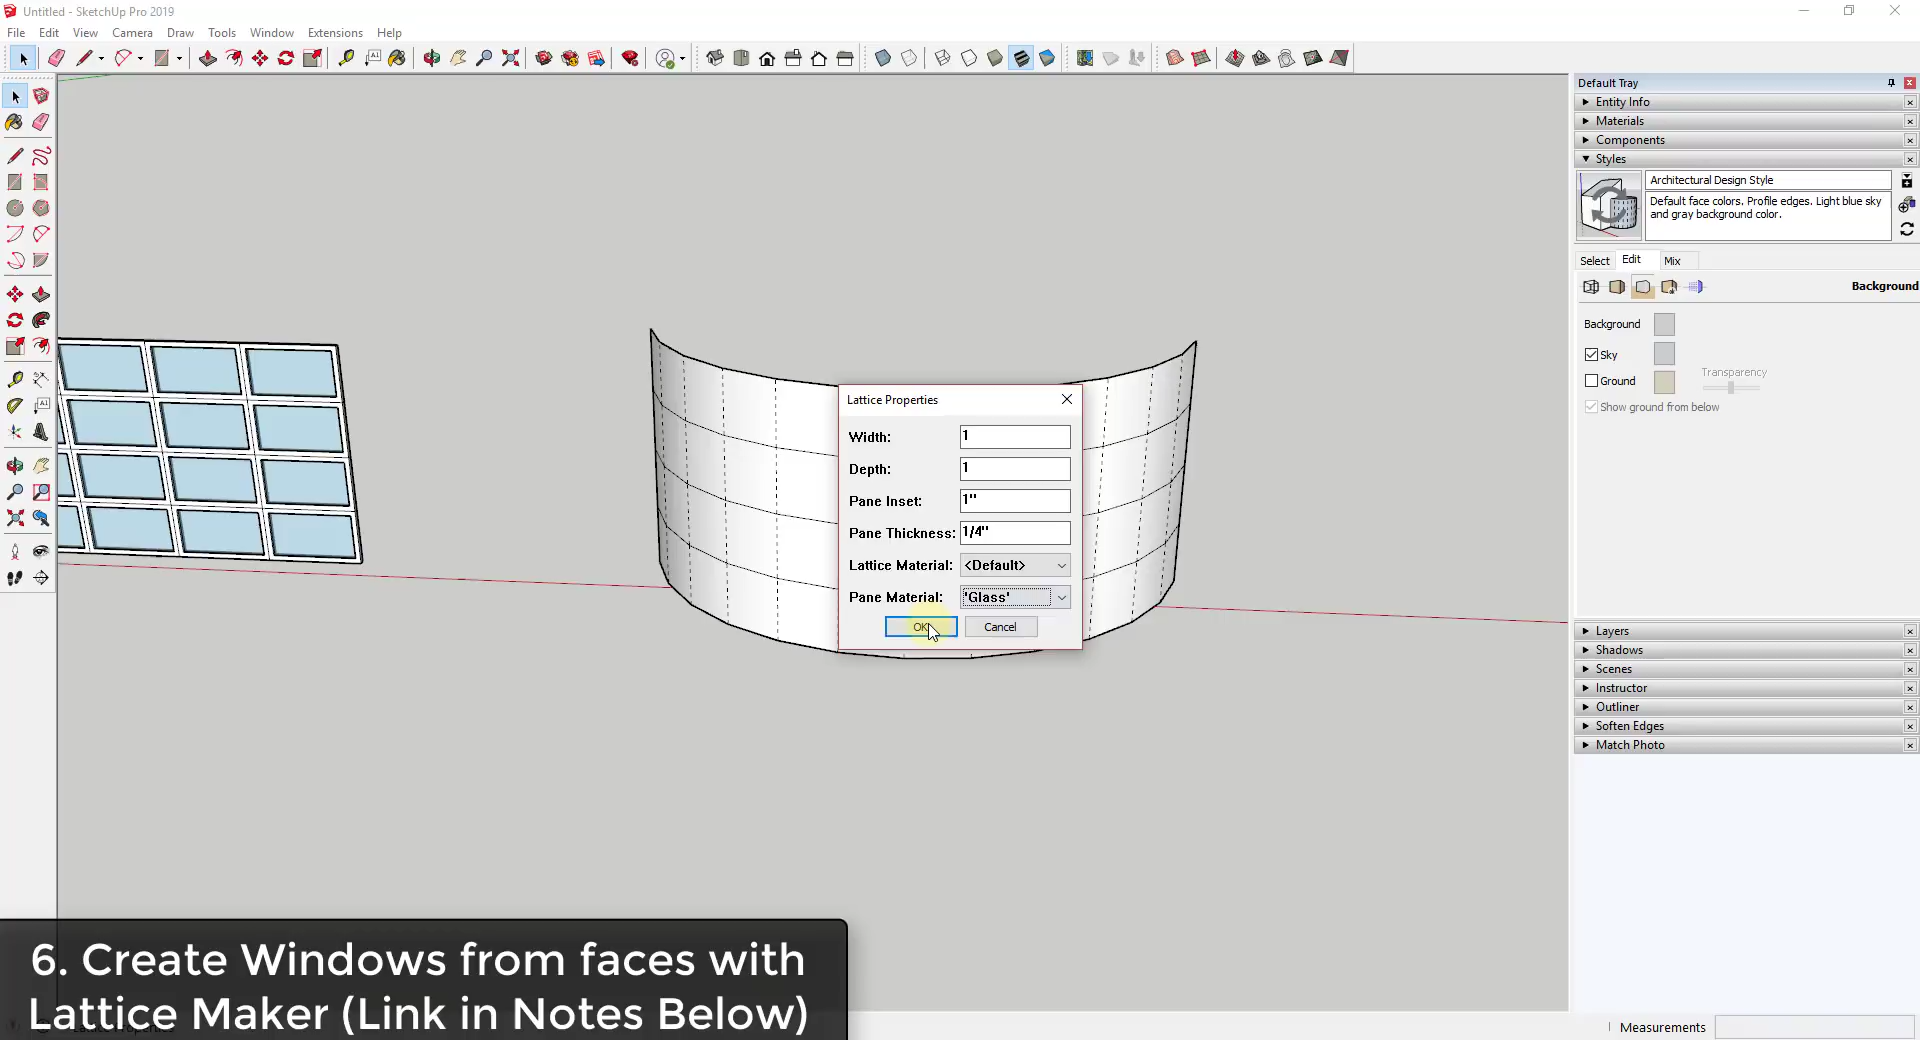 Untitled - SketchUp Pro 2019
File Edit View Camera Draw Tools Window Extensions Help
Default Tray
Entity Info
Materials
Components
Styles
Architectural Design Style
Default face colors. Profile edges. Light blue sky
and gray background color.
Select Edit Mix
Background
Background
Sky
Ground
Transparency
Show ground from below
Layers
Shadows
Scenes
Instructor
Outliner
Soften Edges
Match Photo
Lattice Properties
Width: 1
Depth: 1
Pane Inset: 1"
Pane Thickness: 1/4"
Lattice Material: <Default>
Pane Material: 'Glass'
OK Cancel
6. Create Windows from faces with
Lattice Maker (Link in Notes Below)
Measurements